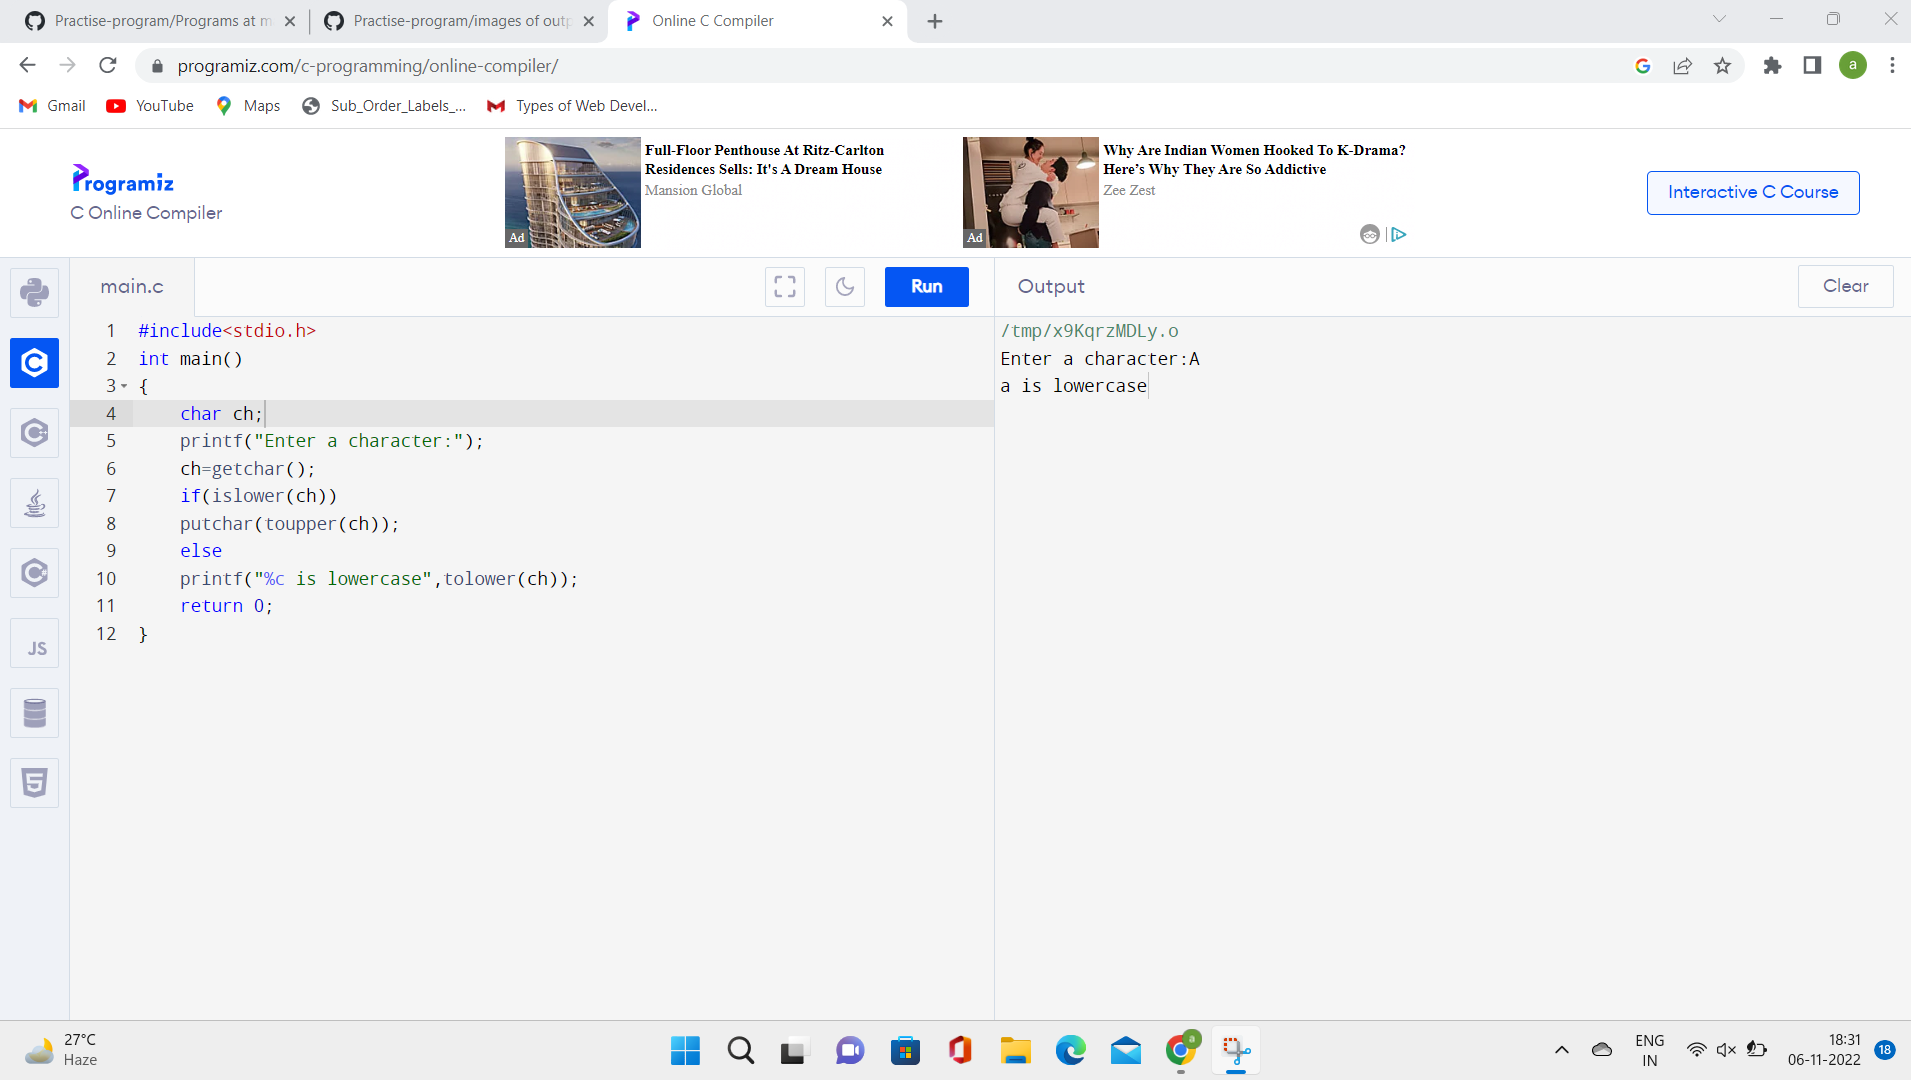 Practise-program/Programs at m
Practise-program/images of outp
Online C Compiler
programiz.com/c-programming/online-compiler/
a
Gmail
YouTube
Maps
Sub_Order_Labels_...
Types of Web Devel...
Programiz
C Online Compiler
Ad
Full-Floor Penthouse At Ritz-Carlton
Residences Sells: It's A Dream House
Mansion Global
Ad
Why Are Indian Women Hooked To K-Drama?
Here’s Why They Are So Addictive
Zee Zest
Interactive C Course
main.c
Run
Output
Clear
1 #include<stdio.h>
2 int main()
3 {
4 char ch;
5 printf("Enter a character:");
6 ch=getchar();
7 if(islower(ch))
8 putchar(toupper(ch));
9 else
10 printf("%c is lowercase",tolower(ch));
11 return 0;
12 }
/tmp/x9KqrzMDLy.o
Enter a character:A
a is lowercase
JS
27°C
Haze
a
ENG
IN
18:31
06-11-2022
18